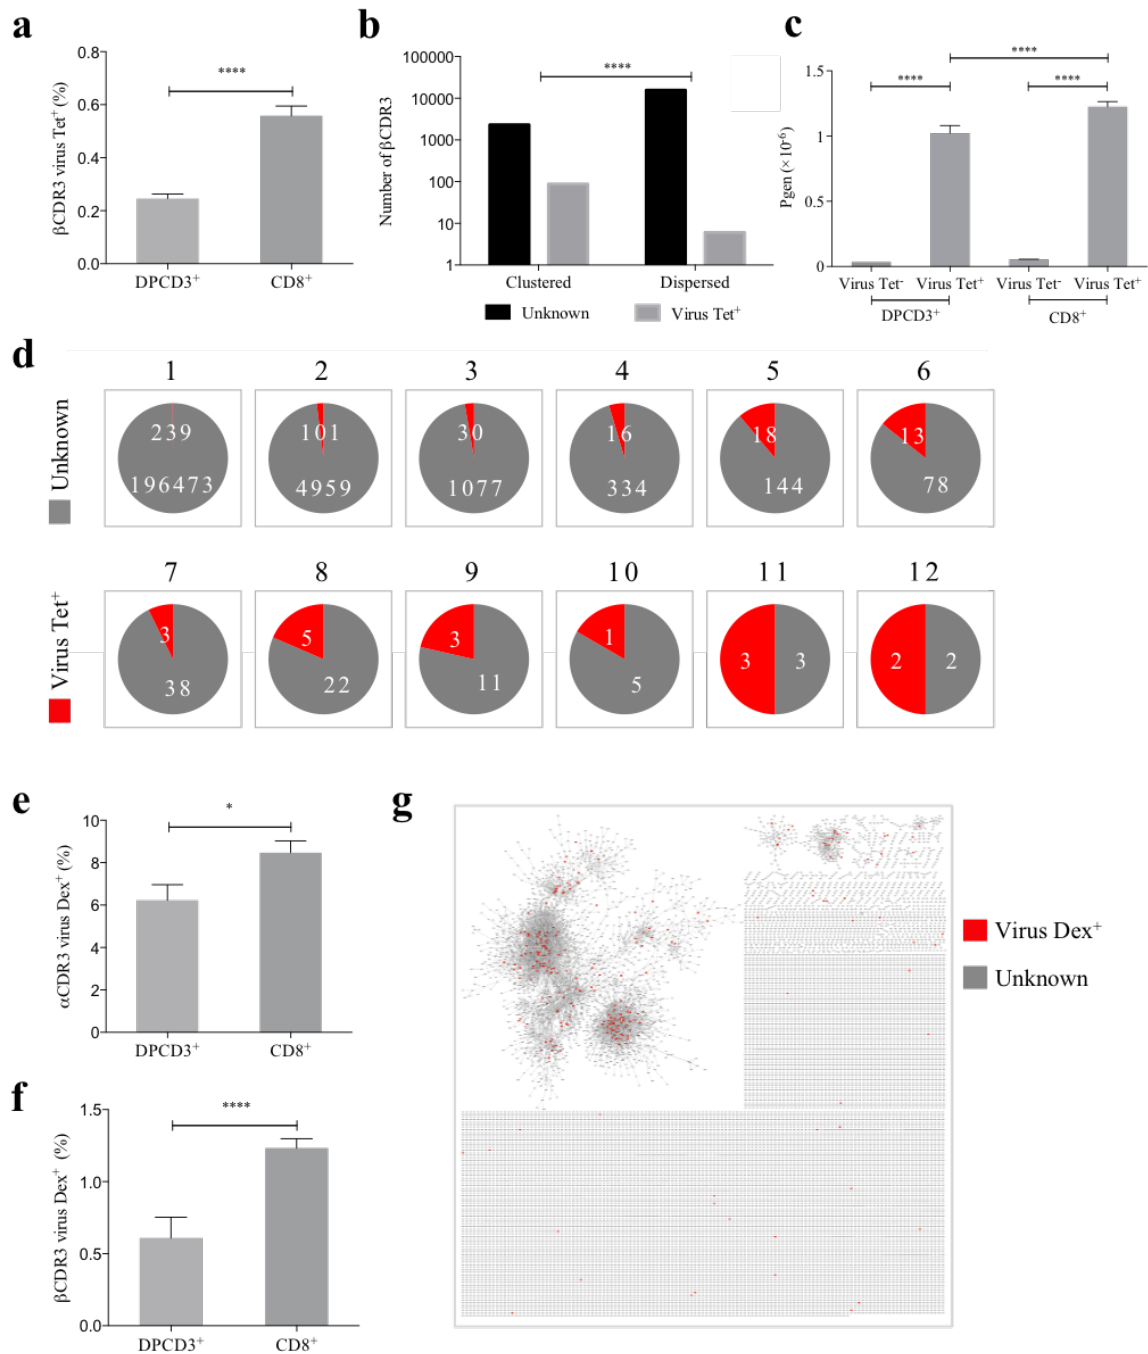 a
βCDR3 virus Tet⁺ (%)
0.8
0.6
0.4
0.2
0.0
****
DPCD3⁺
CD8⁺
b
Number of βCDR3
100000
10000
1000
100
10
1
****
Clustered
Dispersed
Unknown
Virus Tet⁺
c
Pgen (×10⁻⁶)
1.5
1
0.5
0
****
****
****
Virus Tet⁻
Virus Tet⁺
Virus Tet⁻
Virus Tet⁺
DPCD3⁺
CD8⁺
d
Unknown
Virus Tet⁺
1
2
3
4
5
6
239
196473
101
4959
30
1077
16
334
18
144
13
78
7
8
9
10
11
12
3
38
5
22
3
11
1
5
3
3
2
2
e
αCDR3 virus Dex⁺ (%)
10
8
6
4
2
0
*
DPCD3⁺
CD8⁺
f
βCDR3 virus Dex⁺ (%)
1.5
1.0
0.5
0.0
****
DPCD3⁺
CD8⁺
g
Virus Dex⁺
Unknown